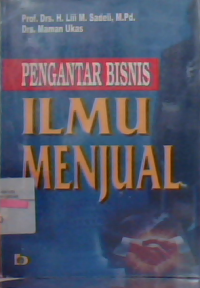 Prof. Drs. H. Lili M. Sadeli, M.Pd.
Drs. Maman Ukas
PENGANTAR BISNIS
ILMU
MENJUAL